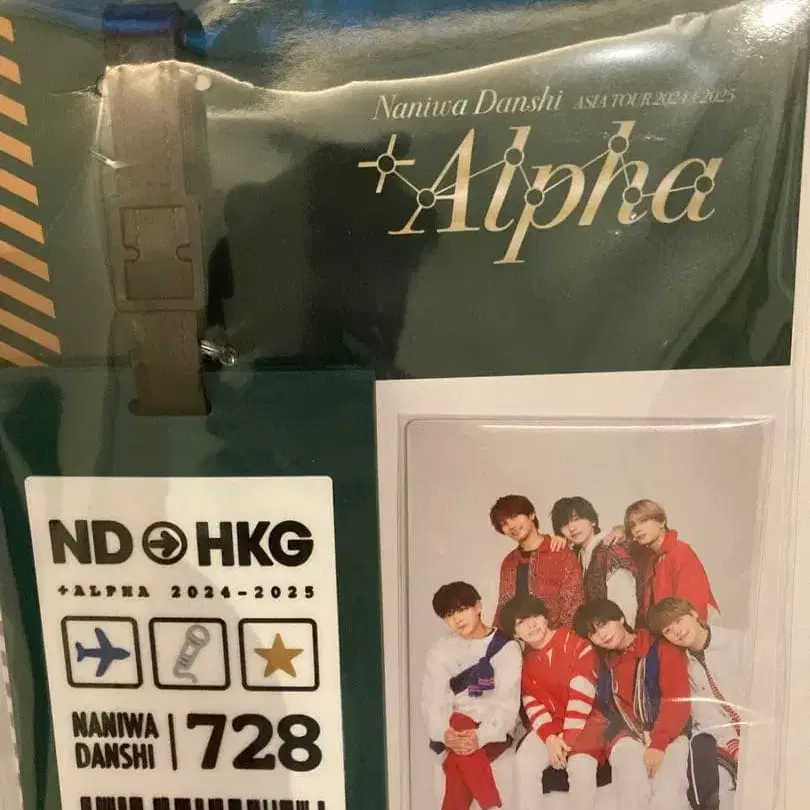 Naniwa Danshi ASIA TOUR 2024+2025
+Alpha
ND→HKG
+ALPHA 2024-2025
NANIWA
DANSHI
728